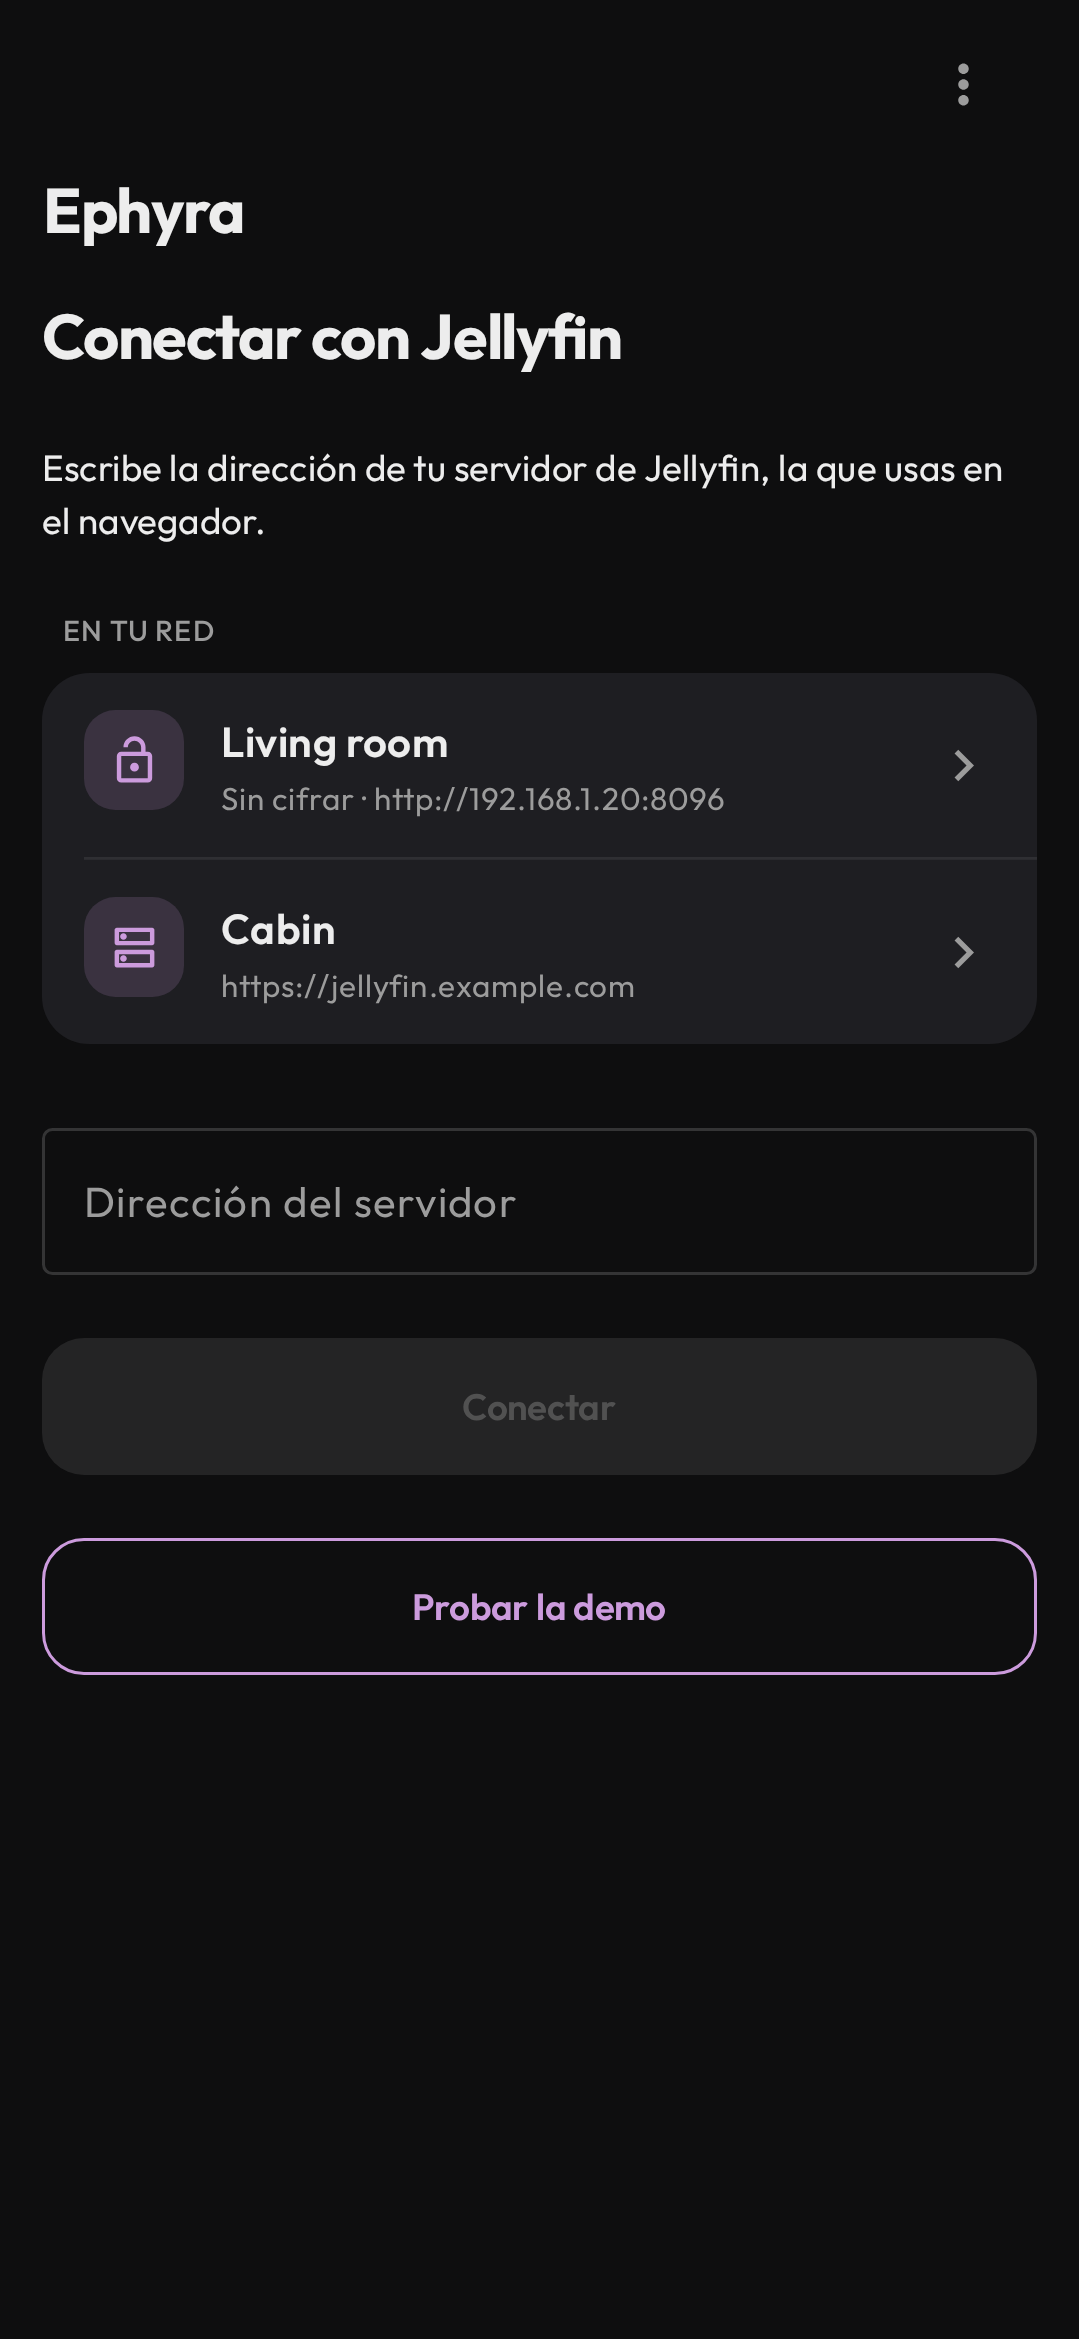 Ephyra
Conectar con Jellyfin
Escribe la dirección de tu servidor de Jellyfin, la que usas en
el navegador.
EN TU RED
Living room
Sin cifrar · http://192.168.1.20:8096
Cabin
https://jellyfin.example.com
Dirección del servidor
Conectar
Probar la demo